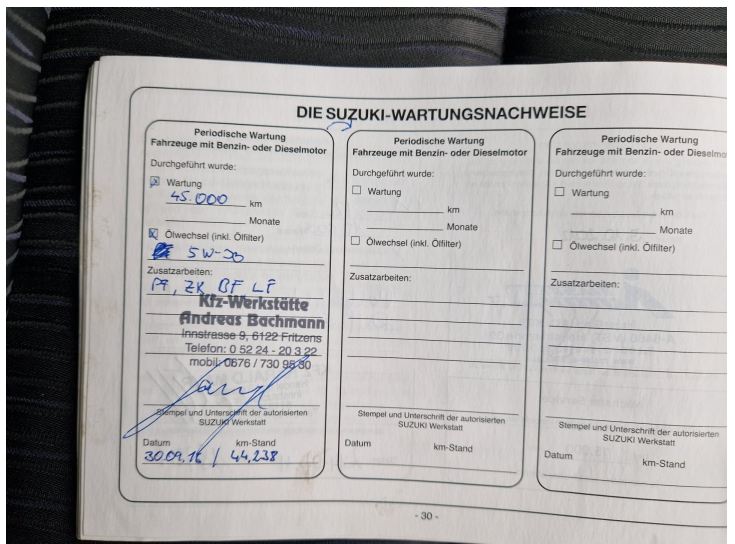 DIE SUZUKI-WARTUNGSNACHWEISE
Periodische Wartung
Fahrzeuge mit Benzin- oder Dieselmotor
Durchgeführt wurde:
Wartung
45.000 km
Monate
Ölwechsel (inkl. Ölfilter)
5W-30
Zusatzarbeiten:
ZK, BF LF
Kfz-Werkstätte
Andreas Bachmann
Innstrasse 9, 6122 Fritzens
Telefon: 0 52 24 - 20 3 22
mobil: 0676 / 730 98 30
Stempel und Unterschrift der autorisierten
SUZUKI Werkstatt
Datum km-Stand
30.09.16 / 44,238
Periodische Wartung
Fahrzeuge mit Benzin- oder Dieselmotor
Durchgeführt wurde:
Wartung
km
Monate
Ölwechsel (inkl. Ölfilter)
Zusatzarbeiten:
Stempel und Unterschrift der autorisierten
SUZUKI Werkstatt
Datum km-Stand
Periodische Wartung
Fahrzeuge mit Benzin- oder Dieselmo
Durchgeführt wurde:
Wartung
km
Monate
Ölwechsel (inkl. Ölfilter)
Zusatzarbeiten:
Stempel und Unterschrift der autorisierten
SUZUKI Werkstatt
Datum km-Stand
- 30 -